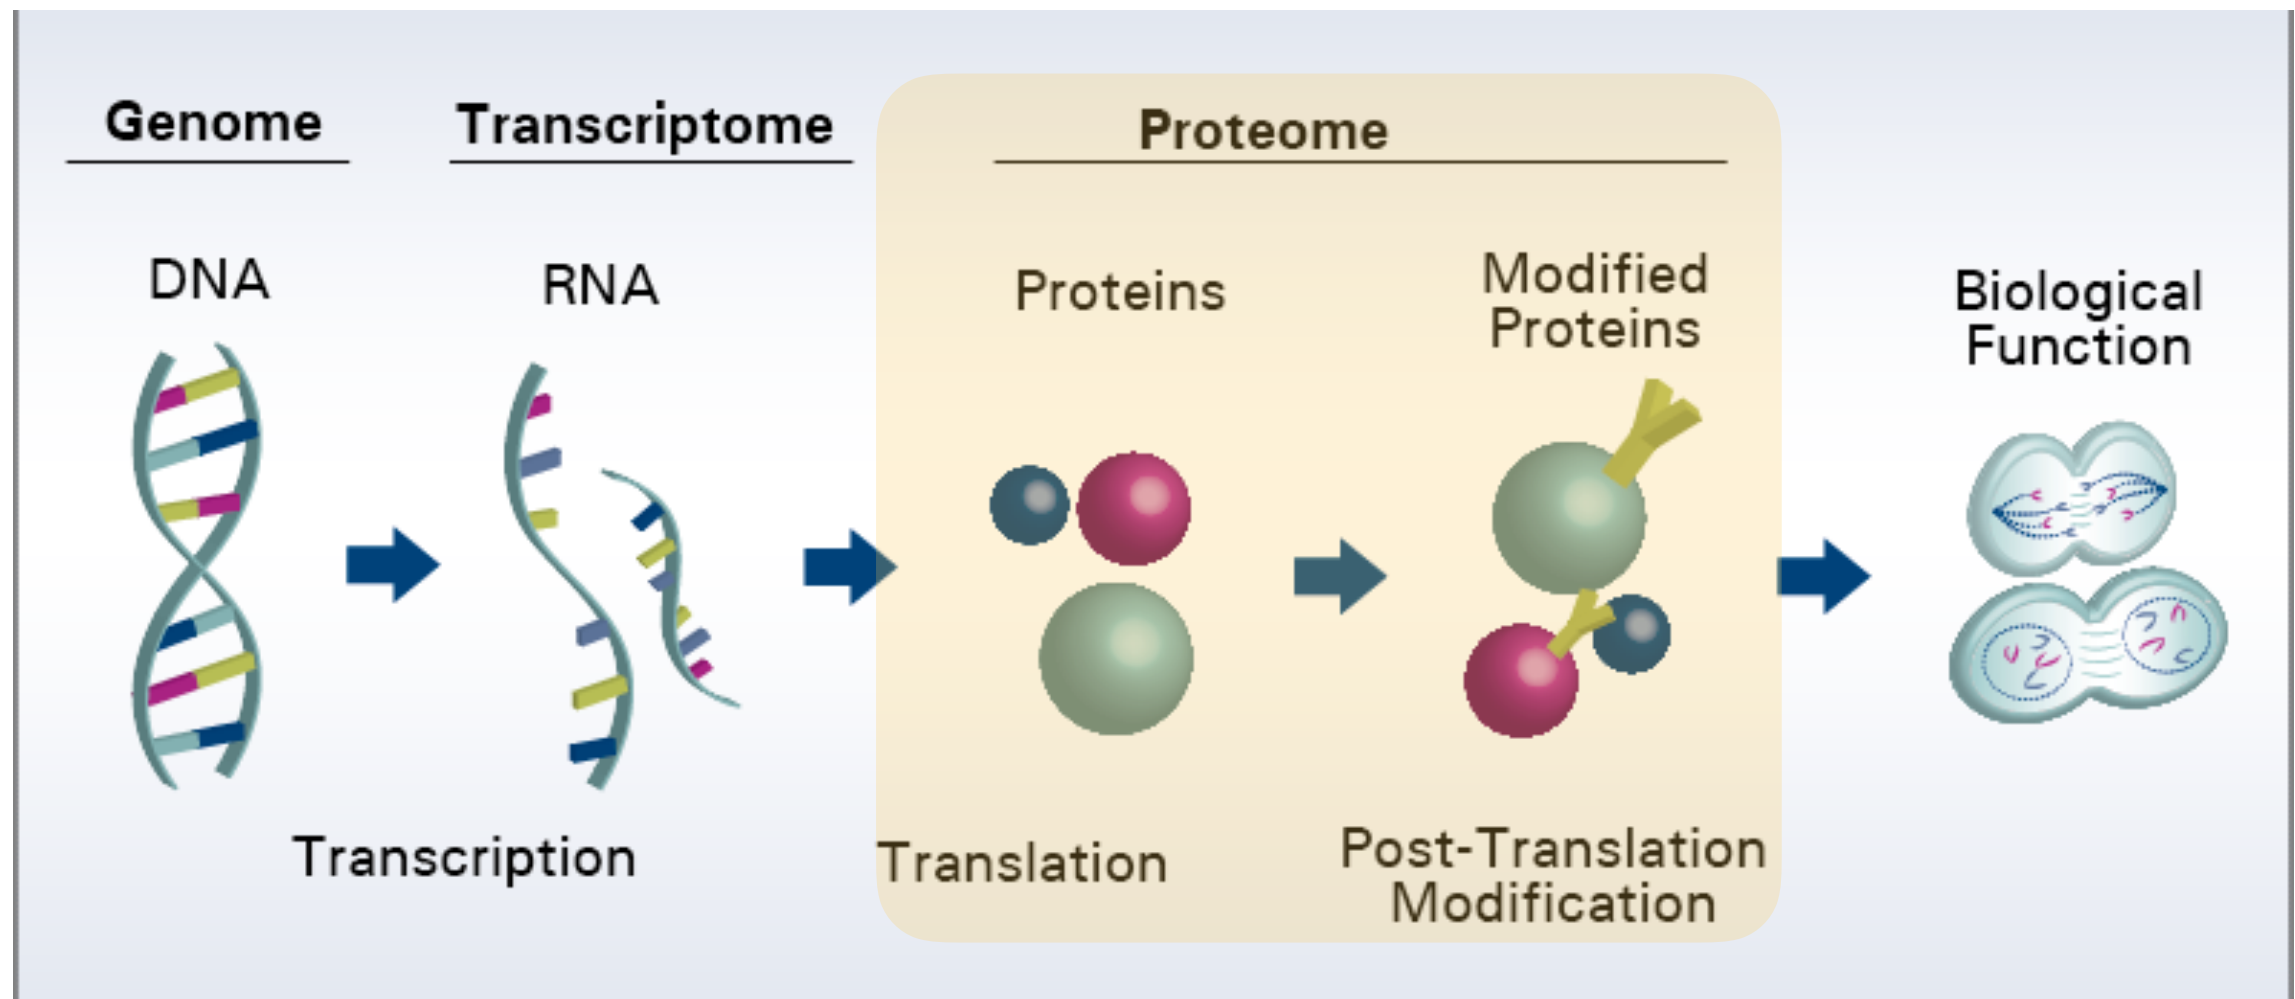 Genome
Transcriptome
Proteome
DNA
RNA
Proteins
Modified
Proteins
Biological
Function
Transcription
Translation
Post-Translation
Modification